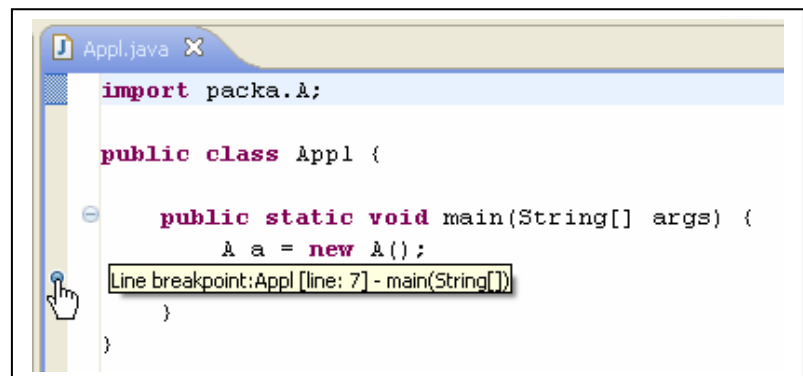 Appl.java
import packa.A;
public class Appl {
public static void main(String[] args) {
A a = new A();
Line breakpoint:Appl [line: 7] - main(String[])
}
}